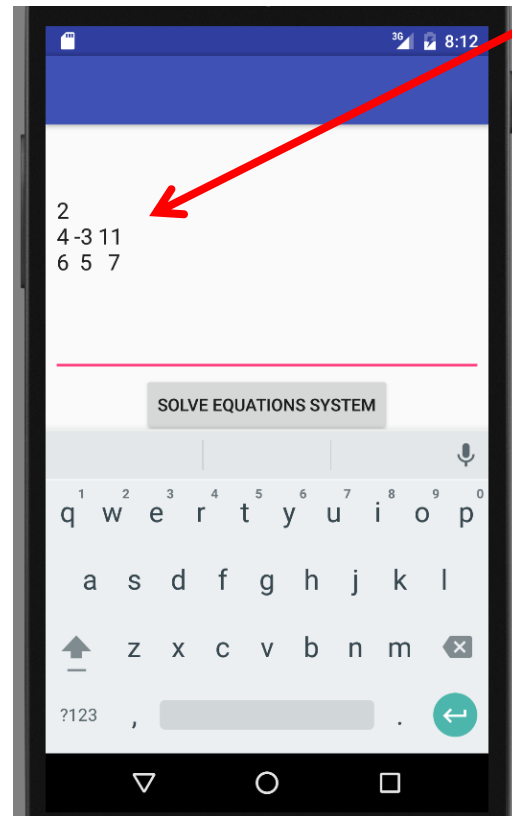 3G 8:12
2
4 -3 11
6 5 7
SOLVE EQUATIONS SYSTEM
1 2 3 4 5 6 7 8 9 0
q w e r t y u i o p
a s d f g h j k l
z x c v b n m
?123 , .